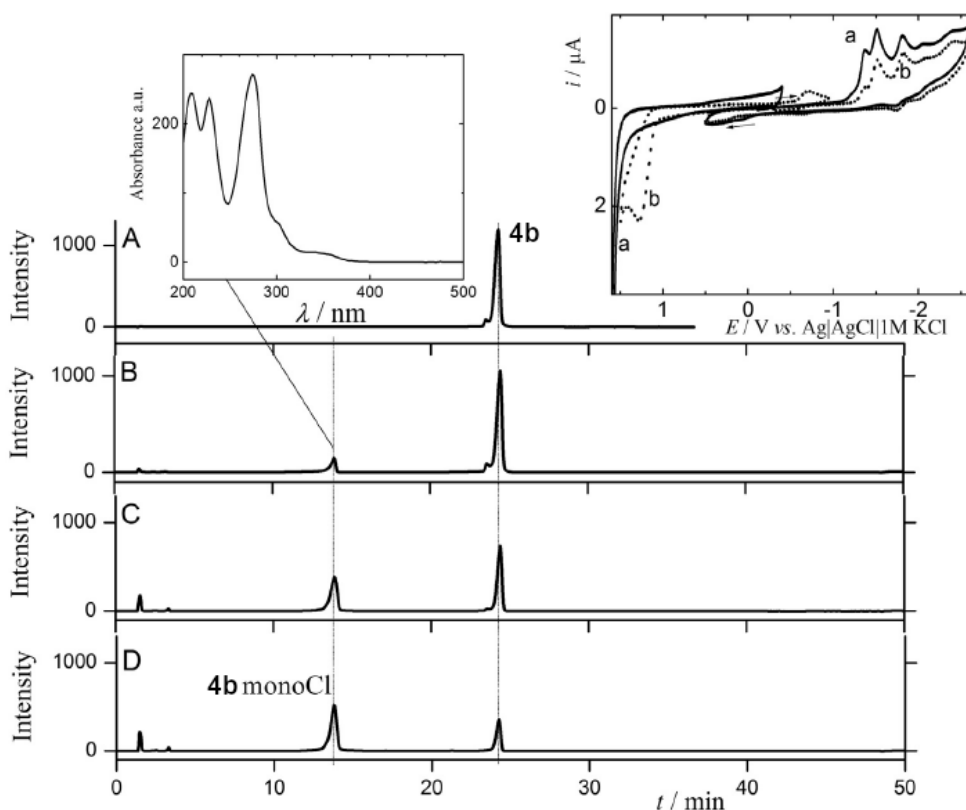 Absorbance a.u.
200
0
200 300 400 500
λ / nm
i / μA
a
b
0
2
b
a
1 0 -1 -2
E / V vs. Ag|AgCl|1M KCl
Intensity
1000
0
A
4b
Intensity
1000
0
B
Intensity
1000
0
C
Intensity
1000
0
D
4b monoCl
0 10 20 30 40 50
t / min